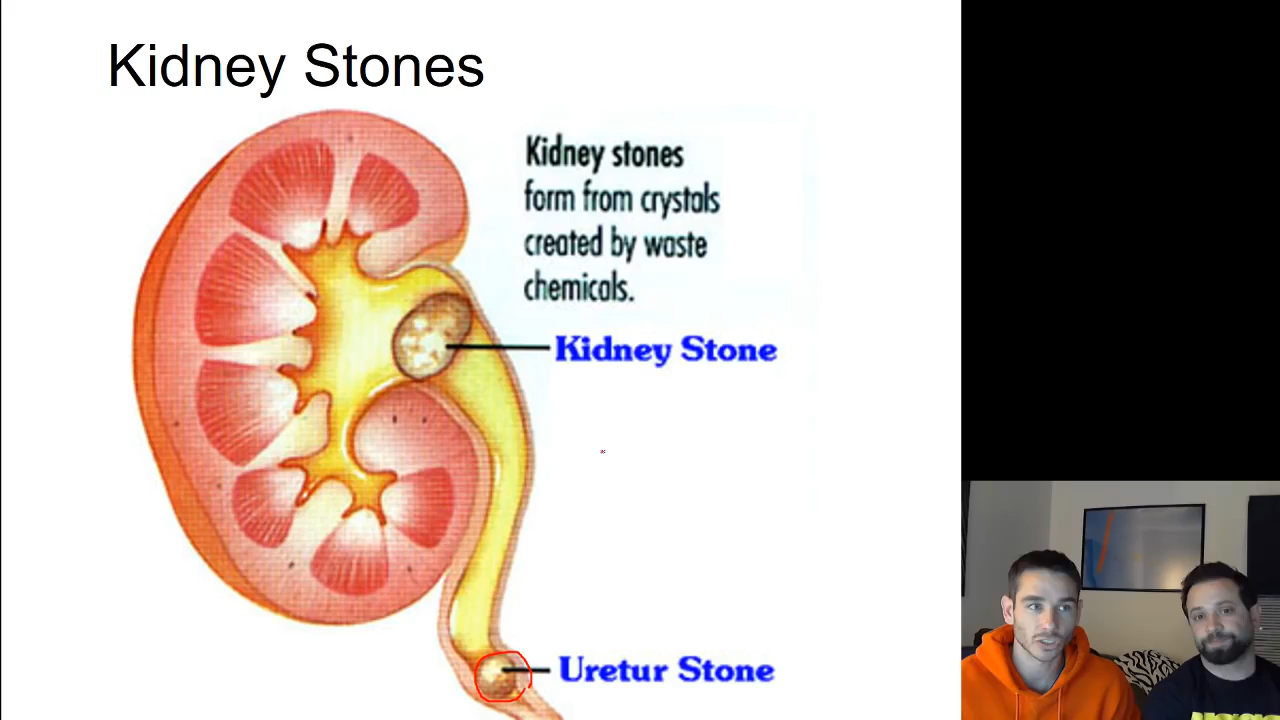 Kidney Stones
Kidney stones
form from crystals
created by waste
chemicals.
Kidney Stone
Uretur Stone